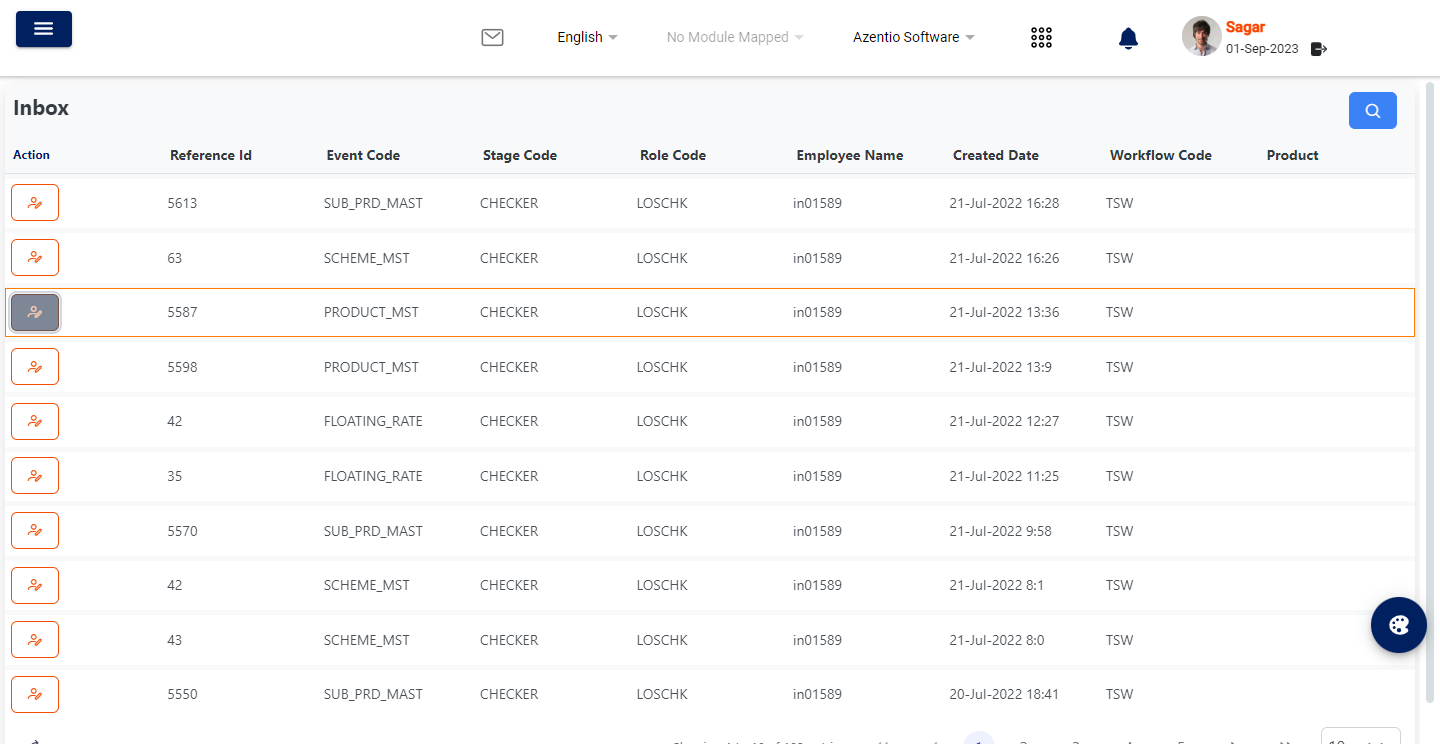 English
No Module Mapped
Azentio Software
Sagar
01-Sep-2023
Inbox
Action Reference Id Event Code Stage Code Role Code Employee Name Created Date Workflow Code Product
5613 SUB_PRD_MAST CHECKER LOSCHK in01589 21-Jul-2022 16:28 TSW
63 SCHEME_MST CHECKER LOSCHK in01589 21-Jul-2022 16:26 TSW
5587 PRODUCT_MST CHECKER LOSCHK in01589 21-Jul-2022 13:36 TSW
5598 PRODUCT_MST CHECKER LOSCHK in01589 21-Jul-2022 13:9 TSW
42 FLOATING_RATE CHECKER LOSCHK in01589 21-Jul-2022 12:27 TSW
35 FLOATING_RATE CHECKER LOSCHK in01589 21-Jul-2022 11:25 TSW
5570 SUB_PRD_MAST CHECKER LOSCHK in01589 21-Jul-2022 9:58 TSW
42 SCHEME_MST CHECKER LOSCHK in01589 21-Jul-2022 8:1 TSW
43 SCHEME_MST CHECKER LOSCHK in01589 21-Jul-2022 8:0 TSW
5550 SUB_PRD_MAST CHECKER LOSCHK in01589 20-Jul-2022 18:41 TSW